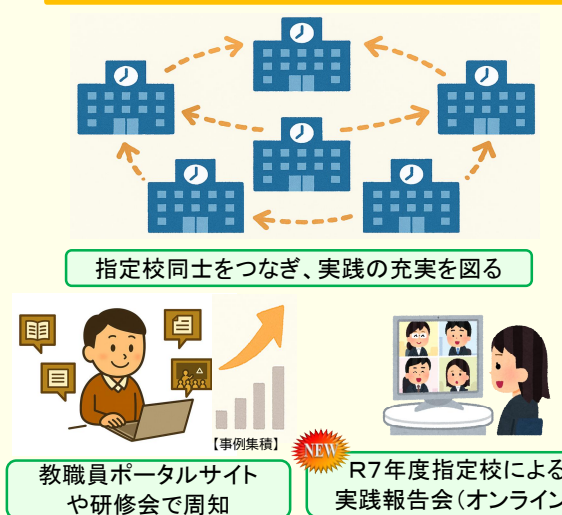 指定校同士をつなぎ、実践の充実を図る
【事例集積】
教職員ポータルサイト
や研修会で周知
NEW
R7年度指定校による
実践報告会(オンライン